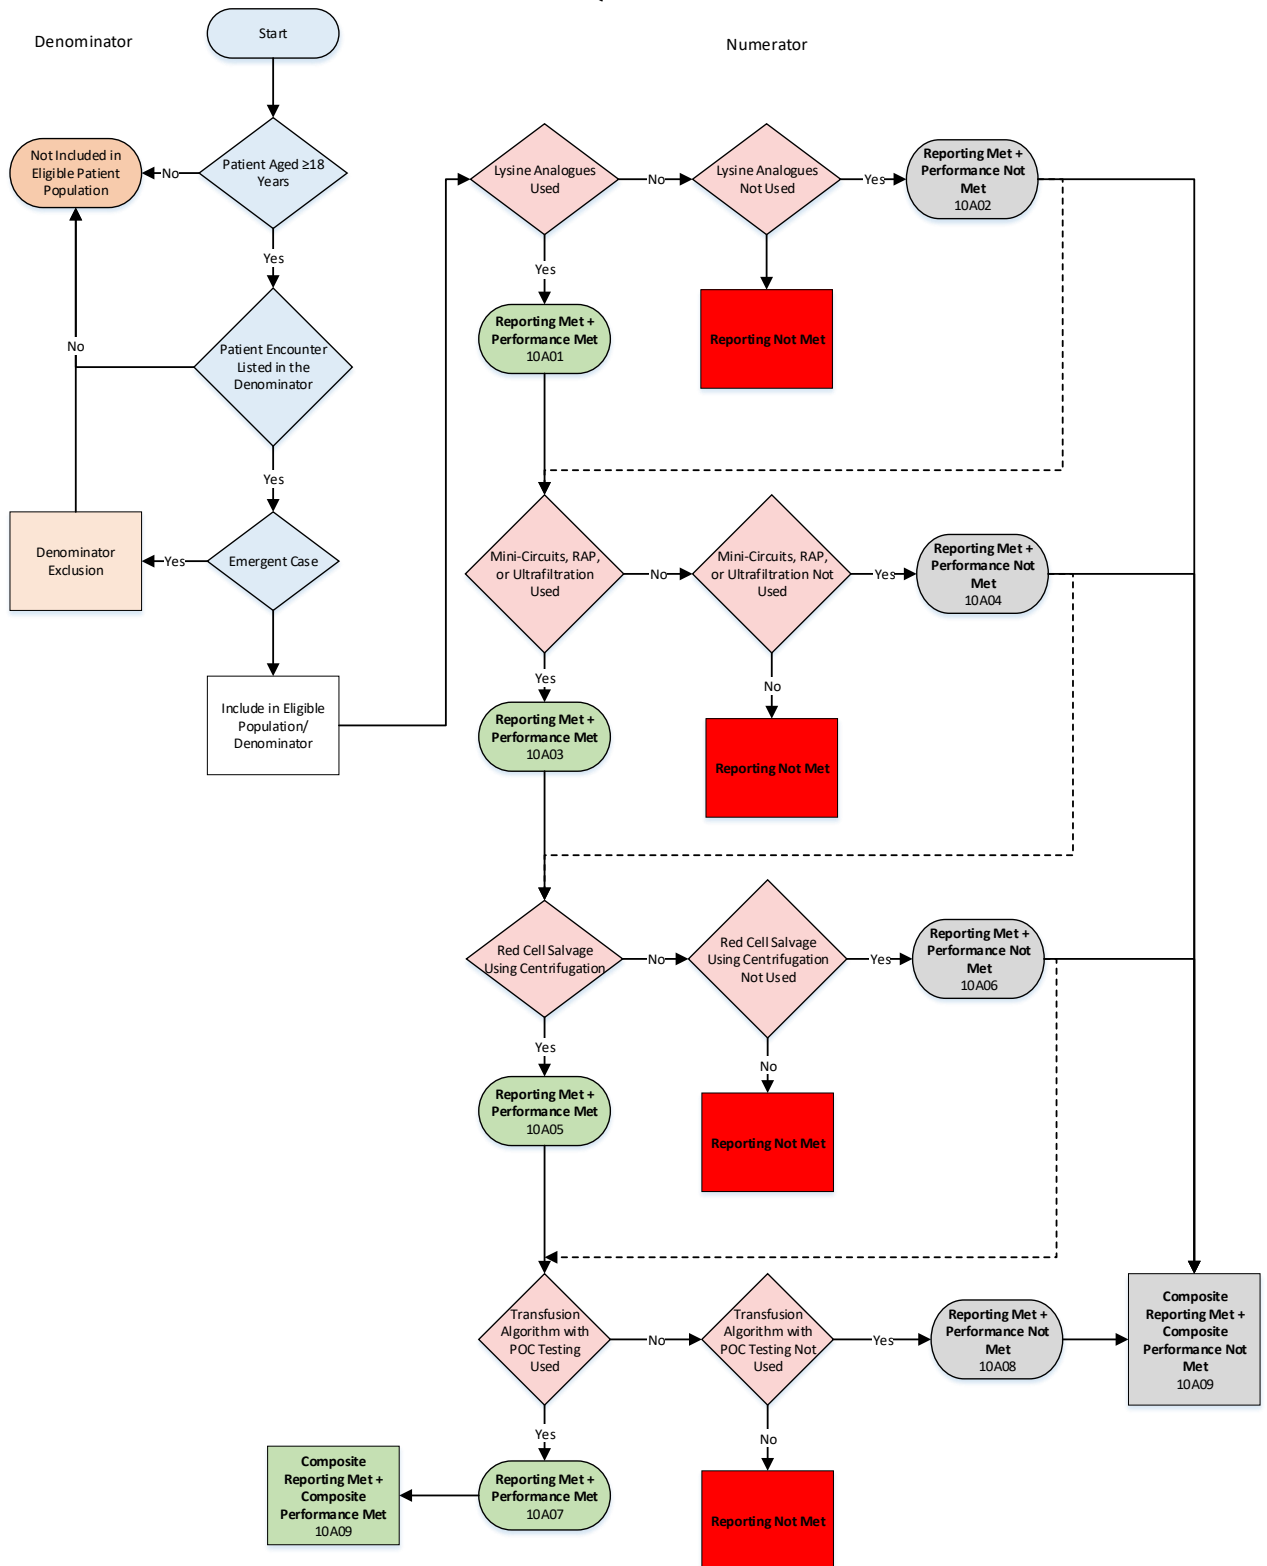 Denominator
Start
Numerator
Patient Aged ≥18
Years
No
Not Included in
Eligible Patient
Population
Yes
Patient Encounter
Listed in the
Denominator
No
Yes
Emergent Case
Yes
Denominator
Exclusion
Include in Eligible
Population/
Denominator
Lysine Analogues
Used
No
Lysine Analogues
Not Used
Yes
Reporting Met +
Performance Not
Met
10A02
Yes
Reporting Met +
Performance Met
10A01
Reporting Not Met
Mini-Circuits, RAP,
or Ultrafiltration
Used
No
Mini-Circuits, RAP,
or Ultrafiltration Not
Used
Yes
Reporting Met +
Performance Not
Met
10A04
Yes
Reporting Met +
Performance Met
10A03
No
Reporting Not Met
Red Cell Salvage
Using Centrifugation
No
Red Cell Salvage
Using Centrifugation
Not Used
Yes
Reporting Met +
Performance Not
Met
10A06
Yes
Reporting Met +
Performance Met
10A05
No
Reporting Not Met
Transfusion
Algorithm with
POC Testing
Used
No
Transfusion
Algorithm with
POC Testing Not
Used
Yes
Reporting Met +
Performance Not
Met
10A08
Composite
Reporting Met +
Composite
Performance Not
Met
10A09
Yes
Reporting Met +
Performance Met
10A07
Composite
Reporting Met +
Composite
Performance Met
10A09
No
Reporting Not Met